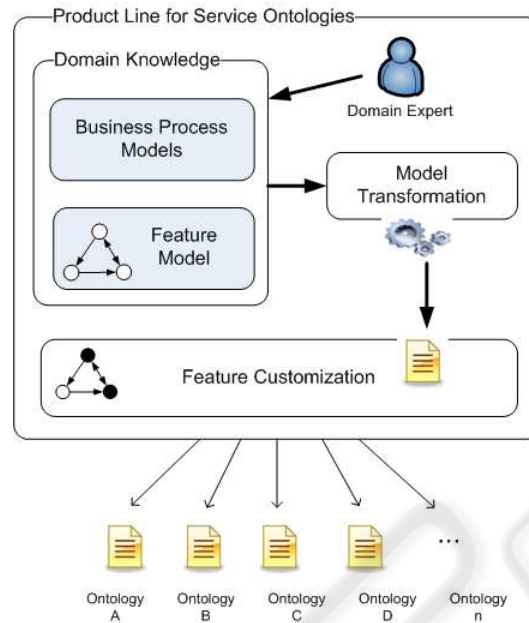 Product Line for Service Ontologies
Domain Knowledge
Domain Expert
Business Process
Models
Model
Transformation
Feature
Model
Feature Customization
...
Ontology
A
Ontology
B
Ontology
C
Ontology
D
Ontology
n